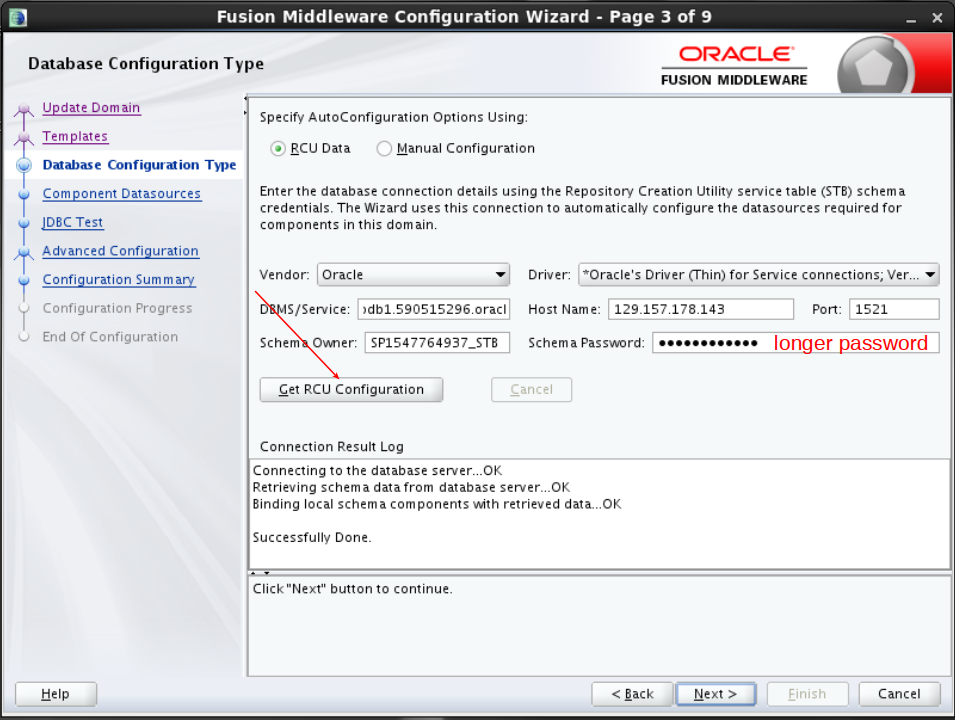 Fusion Middleware Configuration Wizard - Page 3 of 9
Database Configuration Type
ORACLE
FUSION MIDDLEWARE
Update Domain
Templates
Database Configuration Type
Component Datasources
JDBC Test
Advanced Configuration
Configuration Summary
Configuration Progress
End Of Configuration
Specify AutoConfiguration Options Using:
RCU Data Manual Configuration
Enter the database connection details using the Repository Creation Utility service table (STB) schema
credentials. The Wizard uses this connection to automatically configure the datasources required for
components in this domain.
Vendor: Oracle Driver: *Oracle's Driver (Thin) for Service connections; Ver...
DBMS/Service: db1.590515296.oracl Host Name: 129.157.178.143 Port: 1521
Schema Owner: SP1547764937_STB Schema Password: •••••••••••• longer password
Get RCU Configuration Cancel
Connection Result Log
Connecting to the database server...OK
Retrieving schema data from database server...OK
Binding local schema components with retrieved data...OK
Successfully Done.
Click "Next" button to continue.
Help < Back Next > Finish Cancel